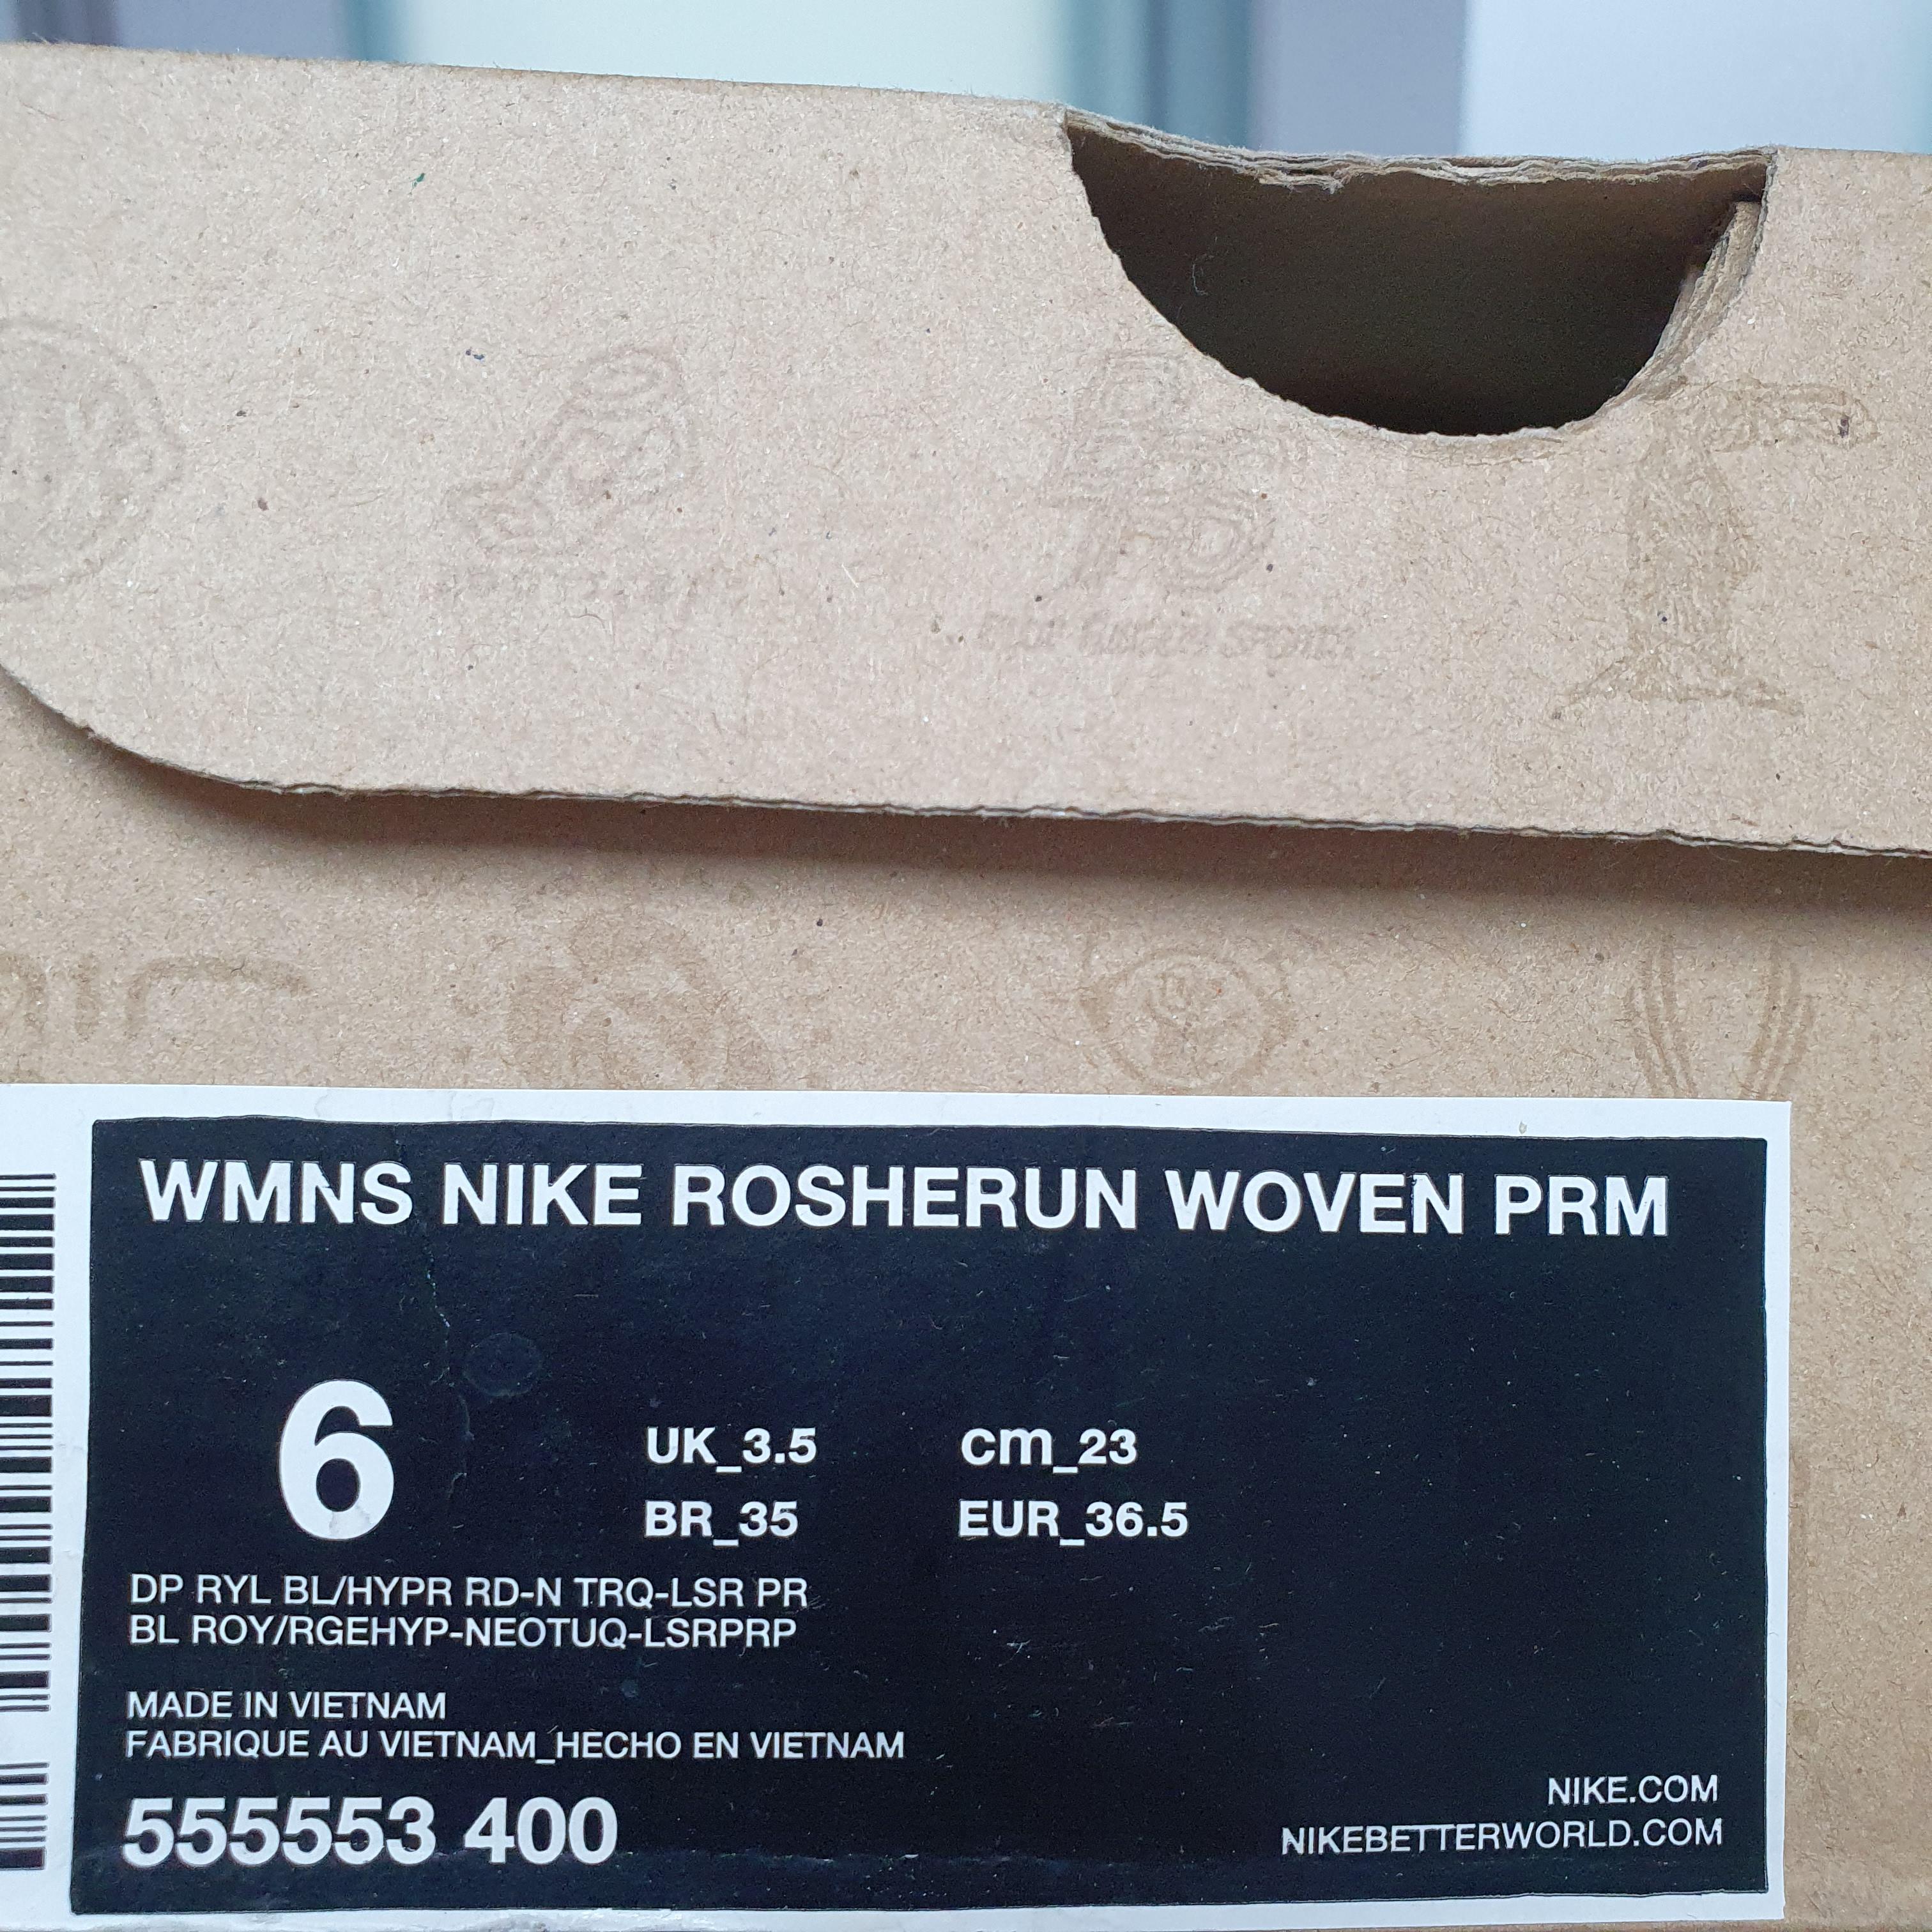 WMNS NIKE ROSHERUN WOVEN PRM
6
UK_3.5 cm_23
BR_35 EUR_36.5
DP RYL BL/HYPR RD-N TRQ-LSR PR
BL ROY/RGEHYP-NEOTUQ-LSRPRP
MADE IN VIETNAM
FABRIQUE AU VIETNAM_HECHO EN VIETNAM
555553 400
NIKE.COM
NIKEBETTERWORLD.COM